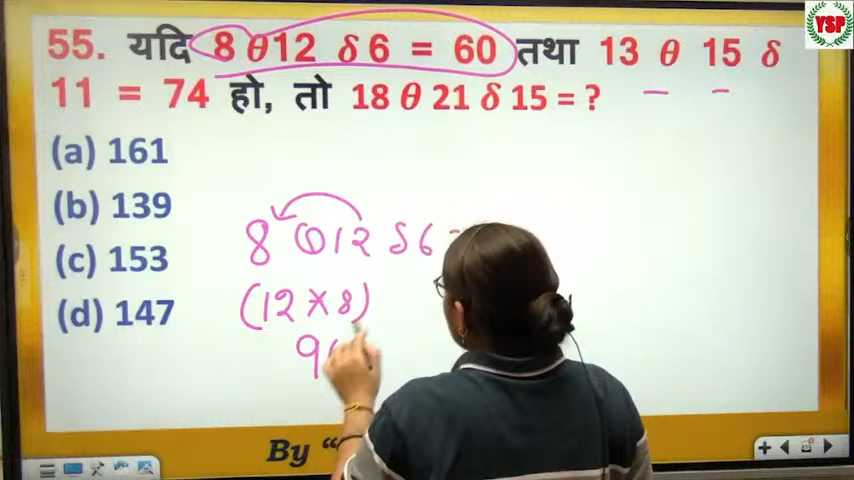 55. यदि 8 θ 12 δ 6 = 60 तथा 13 θ 15 δ
11 = 74 हो, तो 18 θ 21 δ 15 = ?
(a) 161
(b) 139
(c) 153
(d) 147
8 θ 12 δ 6
(12 × 8)
9
By “
YSP